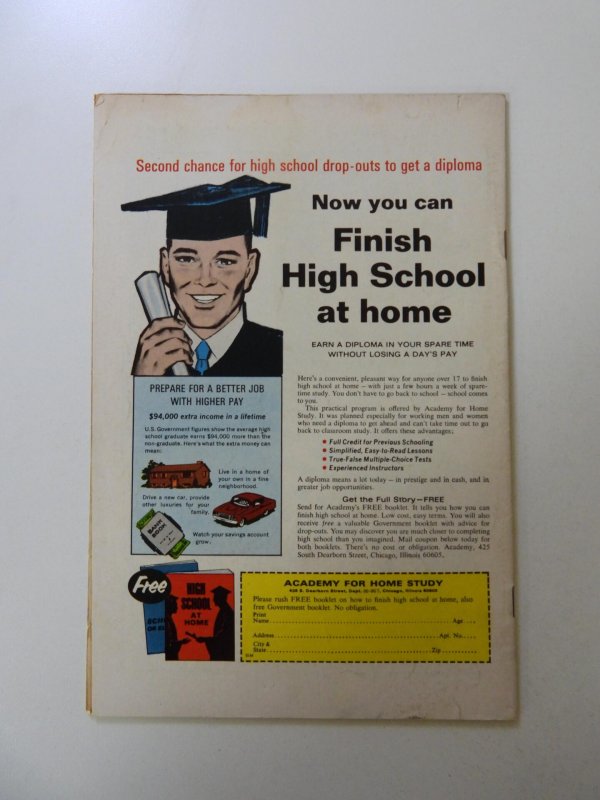 Second chance for high school drop-outs to get a diploma
Now you can
Finish
High School
at home
EARN A DIPLOMA IN YOUR SPARE TIME
WITHOUT LOSING A DAY'S PAY
PREPARE FOR A BETTER JOB
WITH HIGHER PAY
$94,000 extra income in a lifetime
U.S. Government figures show the average high
school graduate earns $94,000 more than the
non-graduate. Here's what the extra money can
mean:
Live in a home of
your own in a fine
neighborhood.
Drive a new car, provide
other luxuries for your
family.
BANK
BOOK
Watch your savings account
grow.
Here's a convenient, pleasant way for anyone over 17 to finish
high school at home – with just a few hours a week of spare-
time study. You don't have to go back to school – school comes
to you.
This practical program is offered by Academy for Home
Study. It was planned especially for working men and women
who need a diploma to get ahead and can't take time out to go
back to classroom study. It offers these advantages:
• Full Credit for Previous Schooling
• Simplified, Easy-to-Read Lessons
• True-False Multiple-Choice Tests
• Experienced Instructors
A diploma means a lot today – in prestige and in cash, and in
greater job opportunities.
Get the Full Story–FREE
Send for Academy's FREE booklet. It tells you how you can
finish high school at home. Low cost, easy terms. You will also
receive free a valuable Government booklet with advice for
drop-outs. You may discover you are much closer to completing
high school than you imagined. Mail coupon below today for
both booklets. There's no cost or obligation. Academy, 425
South Dearborn Street, Chicago, Illinois 60605.
Free
HIGH
SCHOOL
AT
HOME
ACADEMY FOR HOME STUDY
425 S. Dearborn Street, Dept. Chicago, Illinois 60605
Please rush FREE booklet on how to finish high school at home, also
free Government booklet. No obligation.
Print
Name Age
Address Apt. No.
City &
State Zip